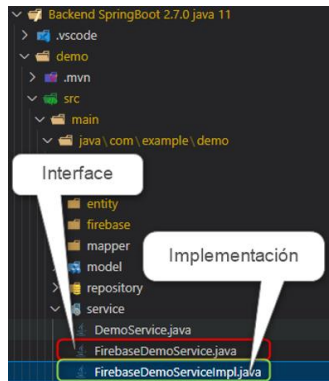 Backend SpringBoot 2.7.0 java 11
.vscode
demo
.mvn
src
main
java\com\example\demo
Interface
entity
firebase
mapper
Implementación
model
repository
service
DemoService.java
FirebaseDemoService.java
FirebaseDemoServiceImpl.java